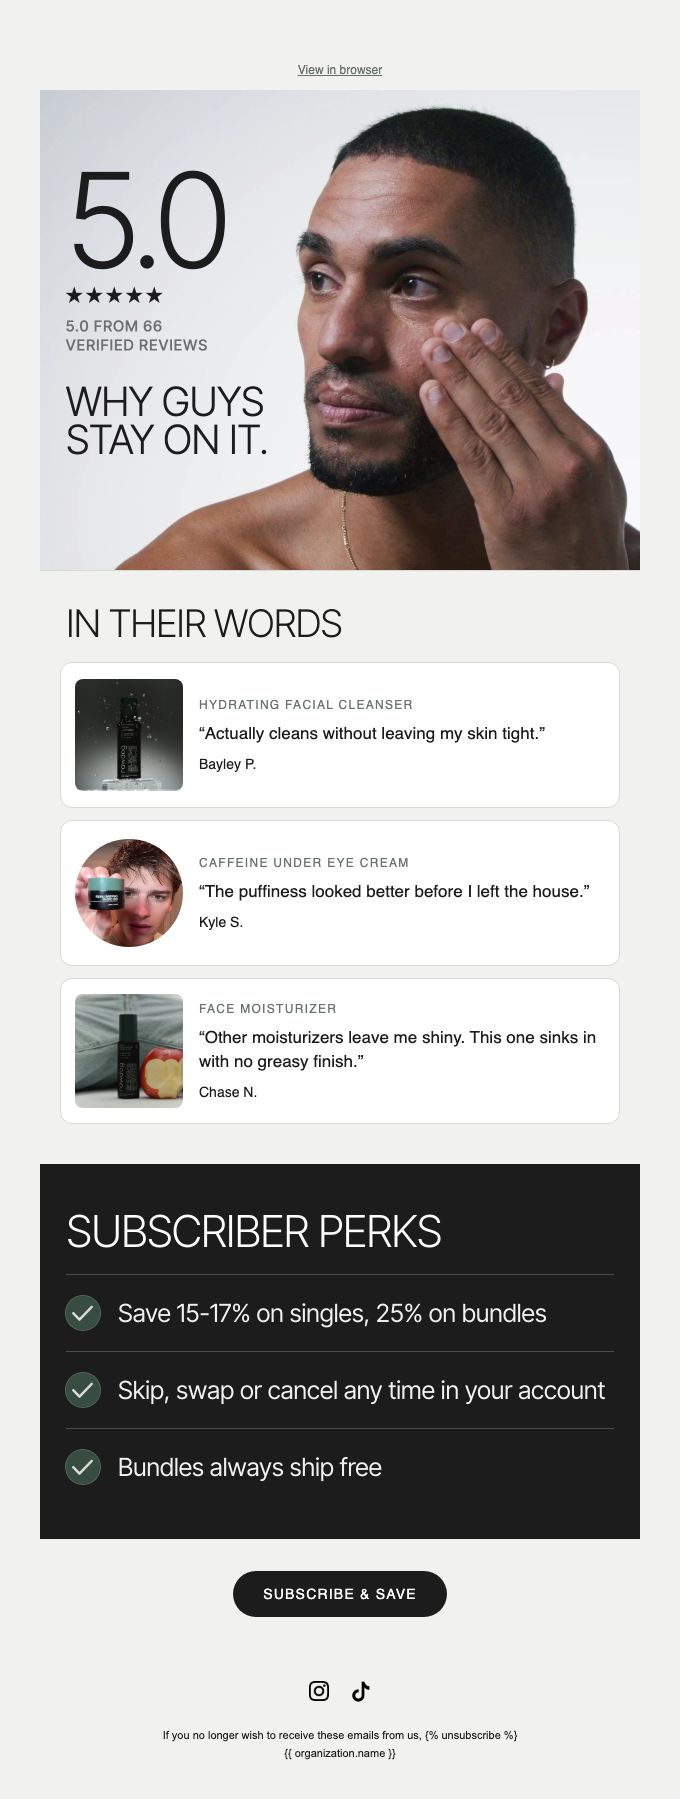 View in browser
5.0
★★★★★
5.0 FROM 66
VERIFIED REVIEWS
WHY GUYS
STAY ON IT.
IN THEIR WORDS
HYDRATING FACIAL CLEANSER
“Actually cleans without leaving my skin tight.”
Bayley P.
CAFFEINE UNDER EYE CREAM
“The puffiness looked better before I left the house.”
Kyle S.
FACE MOISTURIZER
“Other moisturizers leave me shiny. This one sinks in
with no greasy finish.”
Chase N.
SUBSCRIBER PERKS
Save 15-17% on singles, 25% on bundles
Skip, swap or cancel any time in your account
Bundles always ship free
SUBSCRIBE & SAVE
If you no longer wish to receive these emails from us, {% unsubscribe %}
{{ organization.name }}